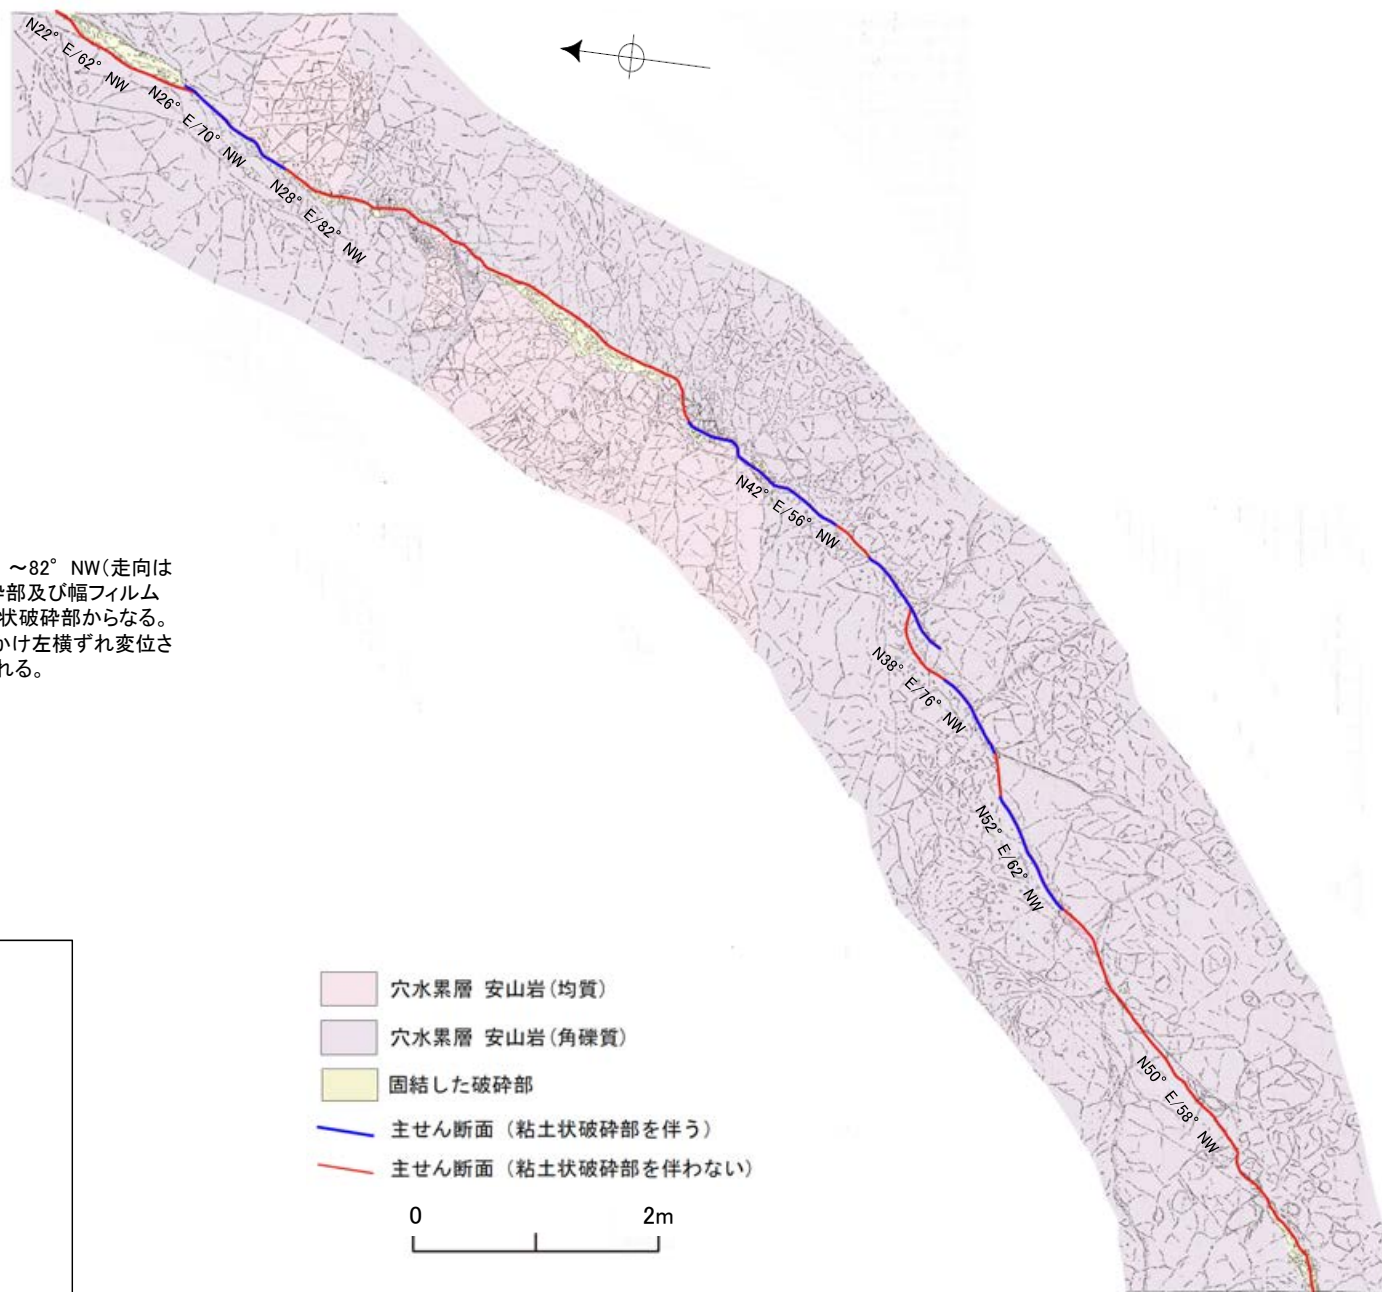 N22° E/62° NW
N26° E/70° NW
N28° E/82° NW
N42° E/56° NW
～82° NW(走向は
砕部及び幅フィルム
状破砕部からなる。
かけ左横ずれ変位さ
れる。
N38° E/76° NW
N52° E/62° NW
穴水累層 安山岩(均質)
穴水累層 安山岩(角礫質)
固結した破砕部
N50° E/58° NW
主せん断面（粘土状破砕部を伴う）
主せん断面（粘土状破砕部を伴わない）
0 2m